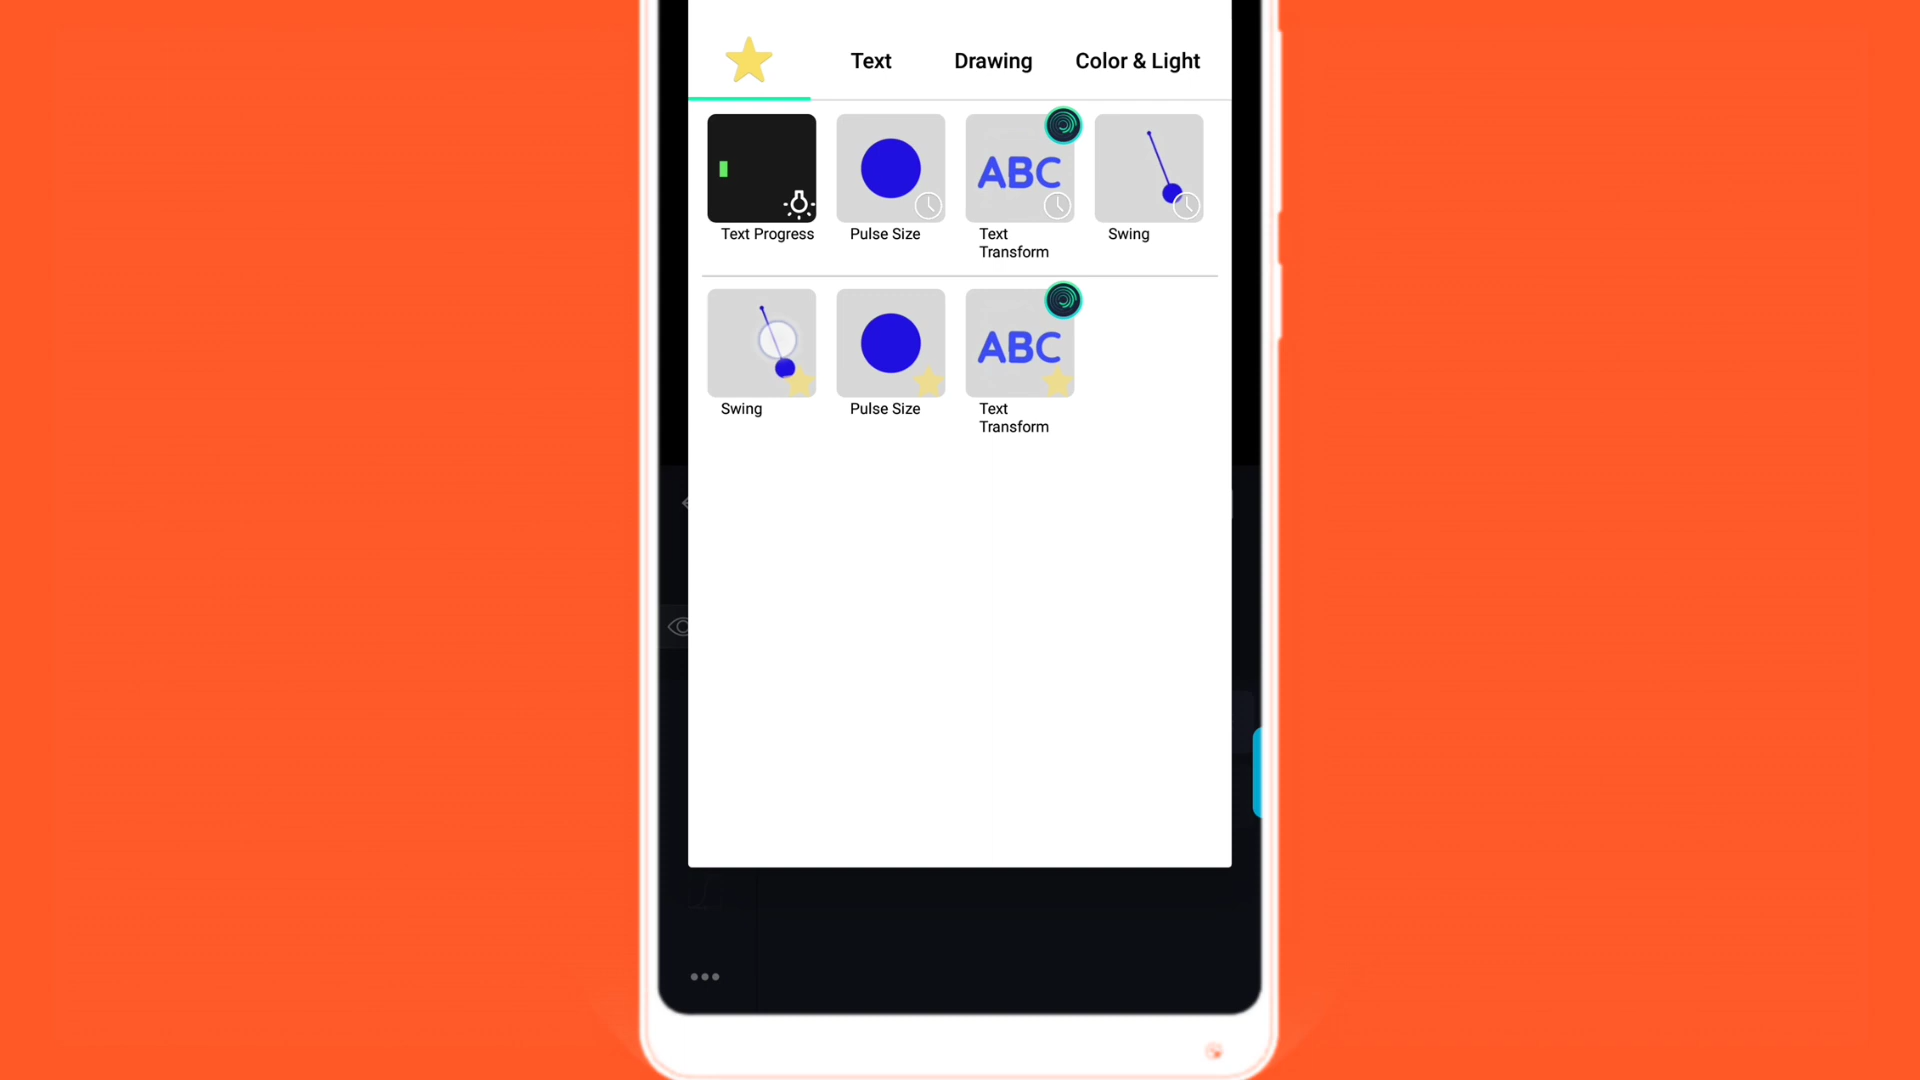 Text Drawing Color & Light
ABC
Text Progress Pulse Size Text Transform Swing
ABC
Swing Pulse Size Text Transform